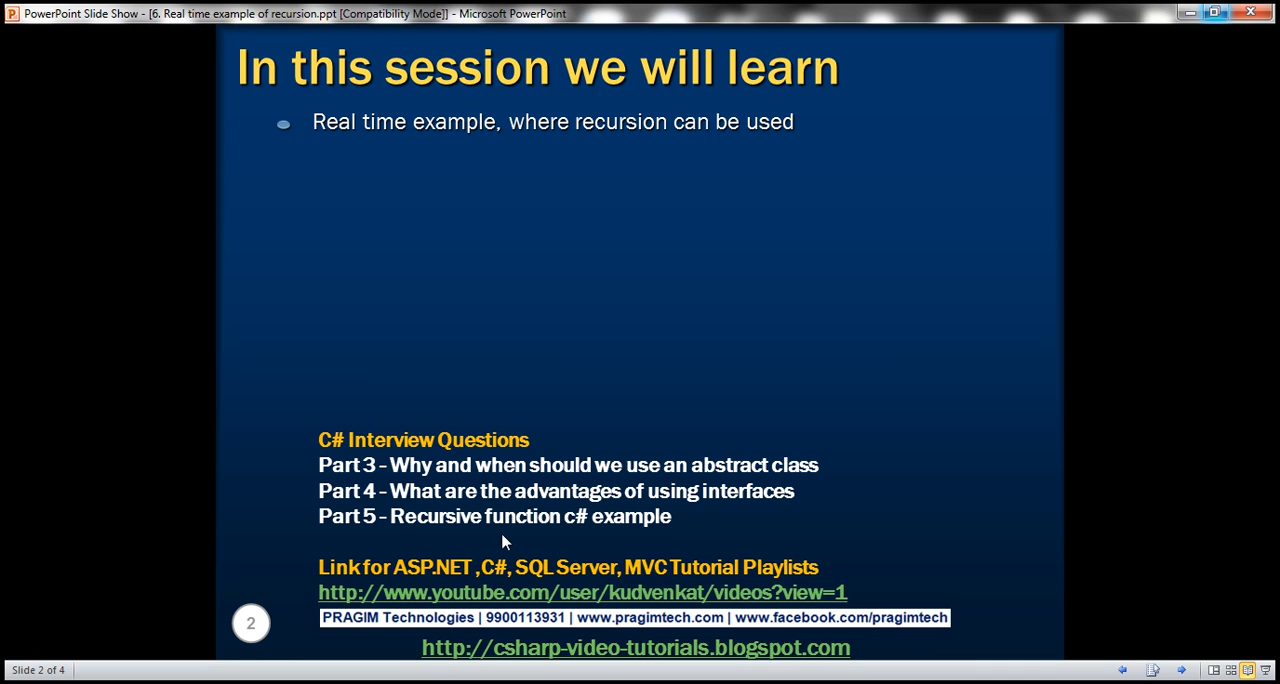 PowerPoint Slide Show - [6. Real time example of recursion.ppt [Compatibility Mode]] - Microsoft PowerPoint
In this session we will learn
Real time example, where recursion can be used
C# Interview Questions
Part 3 - Why and when should we use an abstract class
Part 4 - What are the advantages of using interfaces
Part 5 - Recursive function c# example
Link for ASP.NET ,C#, SQL Server, MVC Tutorial Playlists
http://www.youtube.com/user/kudvenkat/videos?view=1
2
PRAGIM Technologies | 9900113931 | www.pragimtech.com | www.facebook.com/pragimtech
http://csharp-video-tutorials.blogspot.com
Slide 2 of 4